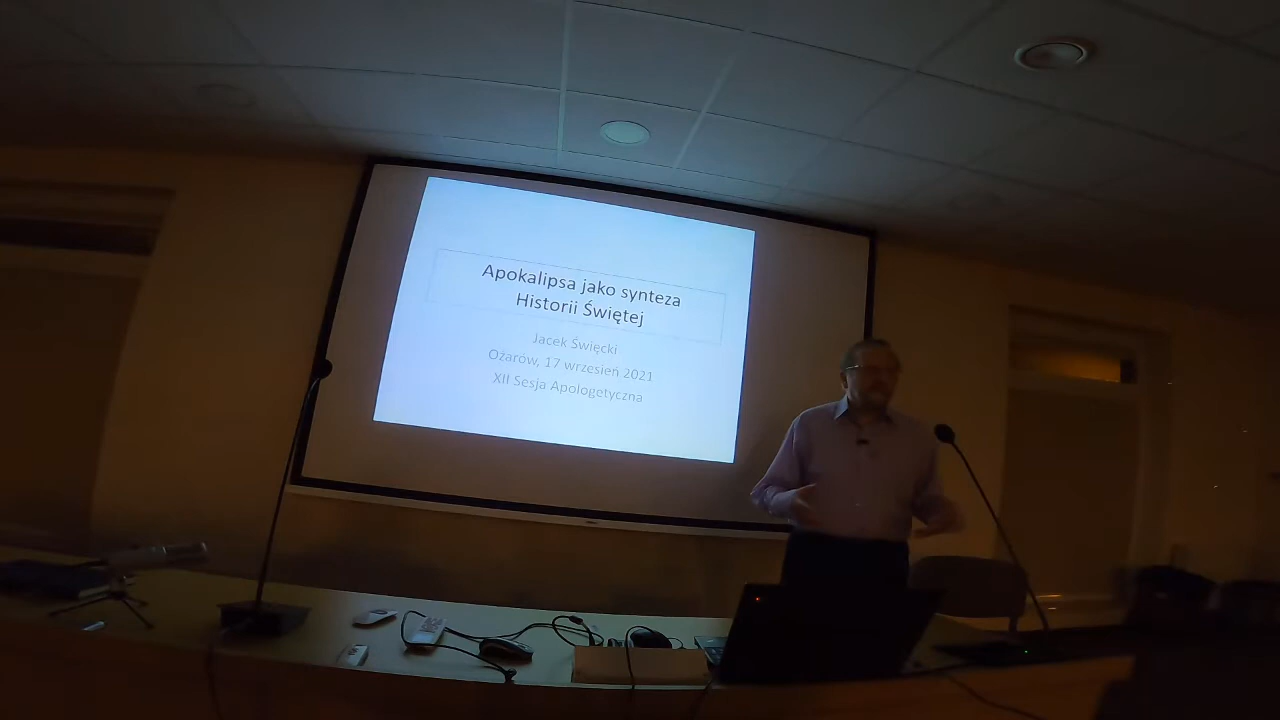 Apokalipsa jako synteza
Historii Świętej
Jacek Święcki
Ożarów, 17 wrzesień 2021
XII Sesja Apologetyczna